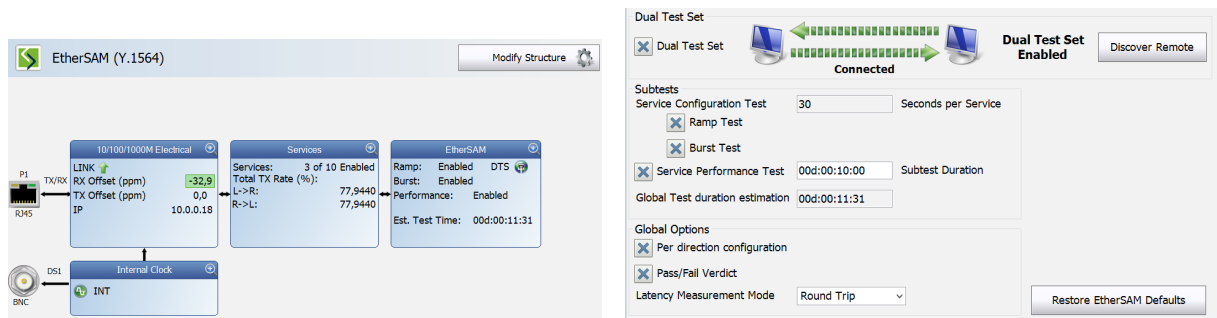 EtherSAM (Y.1564)
Modify Structure
10/100/1000M Electrical
LINK
RX Offset (ppm) -32,9
TX Offset (ppm) 0,0
IP 10.0.0.18
P1
TX/RX
RJ45
Services
Services: 3 of 10 Enabled
Total TX Rate (%):
L->R: 77,9440
R->L: 77,9440
EtherSAM
Ramp: Enabled DTS
Burst: Enabled
Performance: Enabled
Est. Test Time: 00d:00:11:31
DS1
BNC
Internal Clock
INT
Dual Test Set
Dual Test Set
Connected
Dual Test Set
Enabled
Discover Remote
Subtests
Service Configuration Test 30 Seconds per Service
Ramp Test
Burst Test
Service Performance Test 00d:00:10:00 Subtest Duration
Global Test duration estimation 00d:00:11:31
Global Options
Per direction configuration
Pass/Fail Verdict
Latency Measurement Mode Round Trip
Restore EtherSAM Defaults